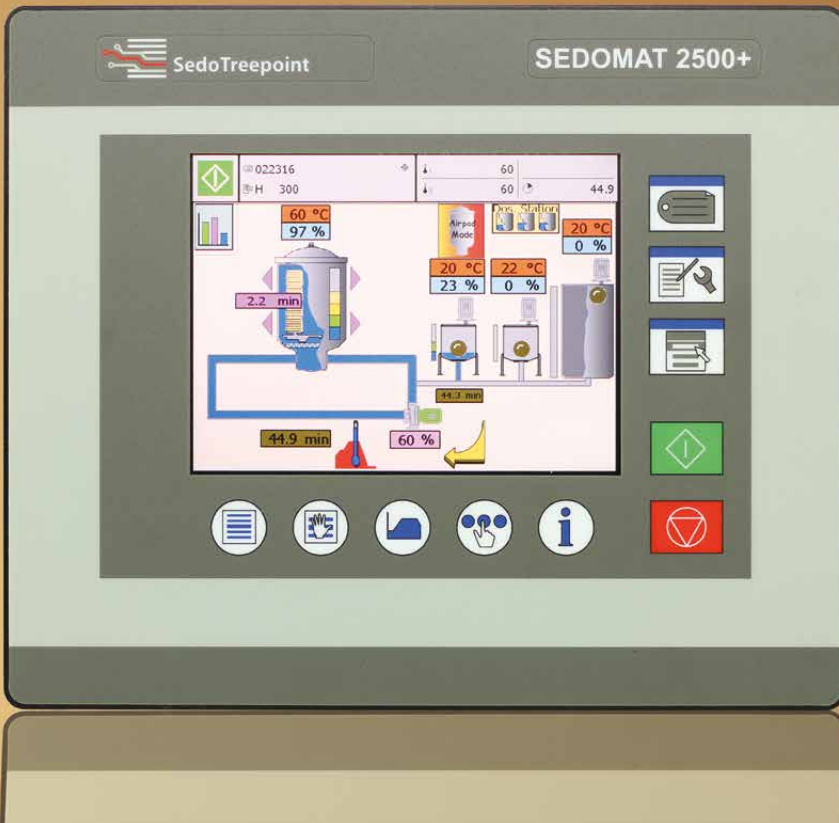 SedoTreepoint
SEDOMAT 2500+
022316
60
H 300
60
44.9
60 °C
97 %
Airpad
Mode
Dos. Station
20 °C
0 %
20 °C
23 %
22 °C
0 %
2.2 min
44.3 min
44.9 min
60 %
i